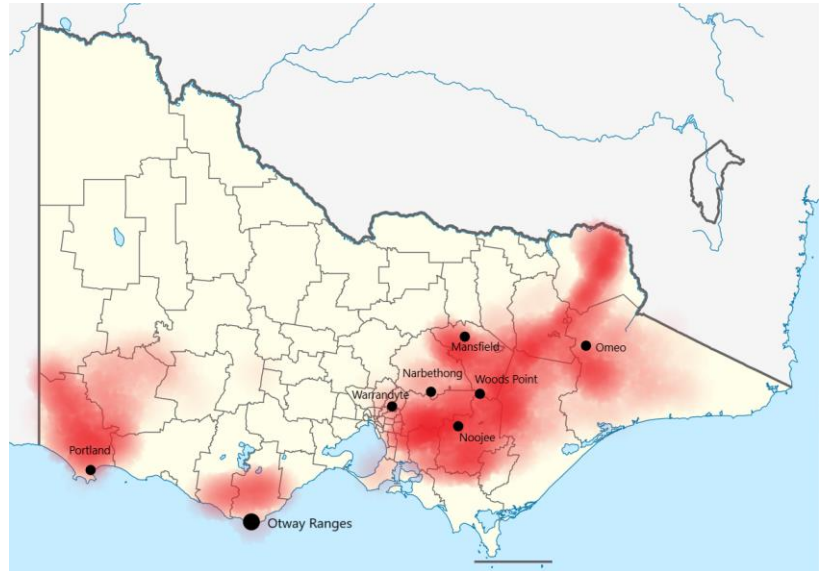 Mansfield
Omeo
Narbethong
Woods Point
Warrandyte
Noojee
Portland
Otway Ranges